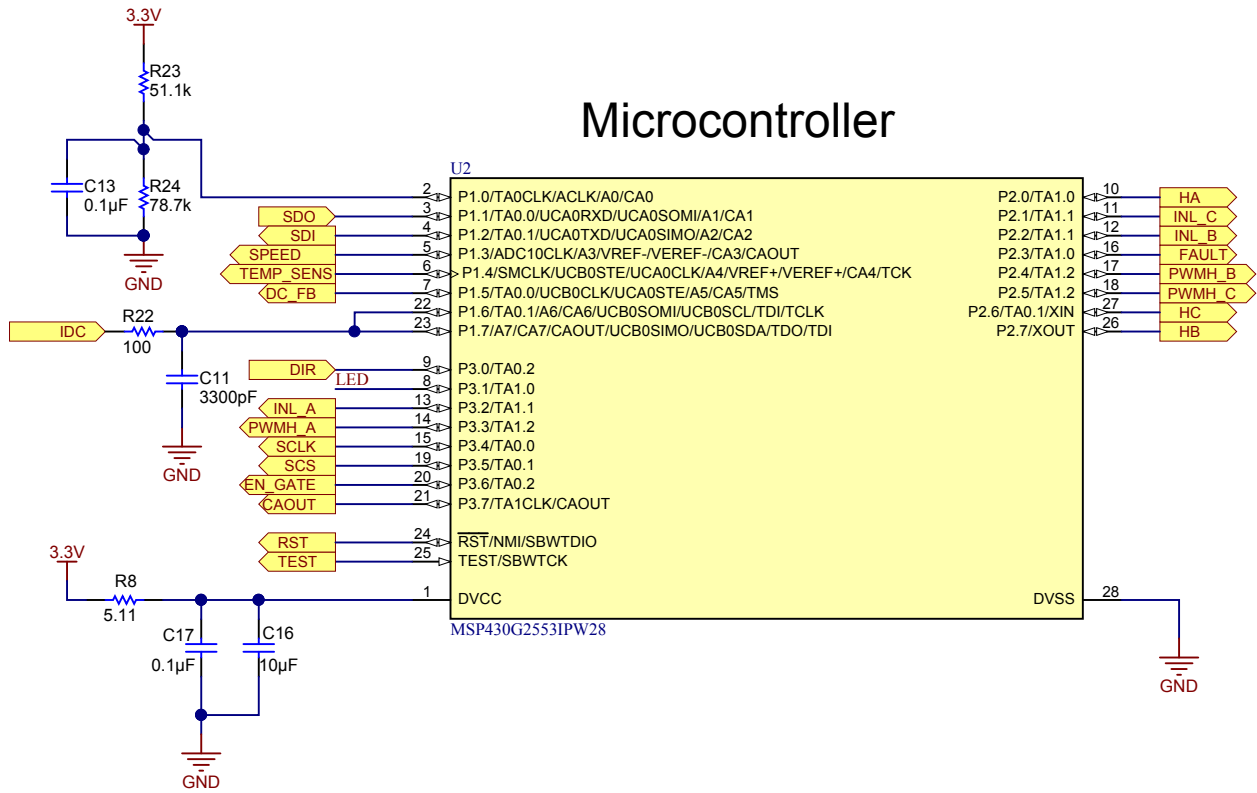 3.3V
R23
51.1k
Microcontroller
U2
C13
0.1µF
R24
78.7k
GND
2 P1.0/TA0CLK/ACLK/A0/CA0
SDO 3 P1.1/TA0.0/UCA0RXD/UCA0SOMI/A1/CA1
SDI 4 P1.2/TA0.1/UCA0TXD/UCA0SIMO/A2/CA2
SPEED 5 P1.3/ADC10CLK/A3/VREF-/VEREF-/CA3/CAOUT
TEMP_SENS 6 P1.4/SMCLK/UCB0STE/UCA0CLK/A4/VREF+/VEREF+/CA4/TCK
DC_FB 7 P1.5/TA0.0/UCB0CLK/UCA0STE/A5/CA5/TMS
22 P1.6/TA0.1/A6/CA6/UCB0SOMI/UCB0SCL/TDI/TCLK
IDC R22 23 P1.7/A7/CA7/CAOUT/UCB0SIMO/UCB0SDA/TDO/TDI
100
C11
3300pF
GND
DIR 9 P3.0/TA0.2
LED 8 P3.1/TA1.0
INL_A 13 P3.2/TA1.1
PWMH_A 14 P3.3/TA1.2
SCLK 15 P3.4/TA0.0
SCS 19 P3.5/TA0.1
EN_GATE 20 P3.6/TA0.2
CAOUT 21 P3.7/TA1CLK/CAOUT
RST 24 RST/NMI/SBWTDIO
TEST 25 TEST/SBWTCK
3.3V
R8
5.11
1 DVCC
C17
0.1µF
C16
10µF
GND
MSP430G2553IPW28
P2.0/TA1.0 10 HA
P2.1/TA1.1 11 INL_C
P2.2/TA1.1 12 INL_B
P2.3/TA1.0 16 FAULT
P2.4/TA1.2 17 PWMH_B
P2.5/TA1.2 18 PWMH_C
P2.6/TA0.1/XIN 27 HC
P2.7/XOUT 26 HB
DVSS 28
GND